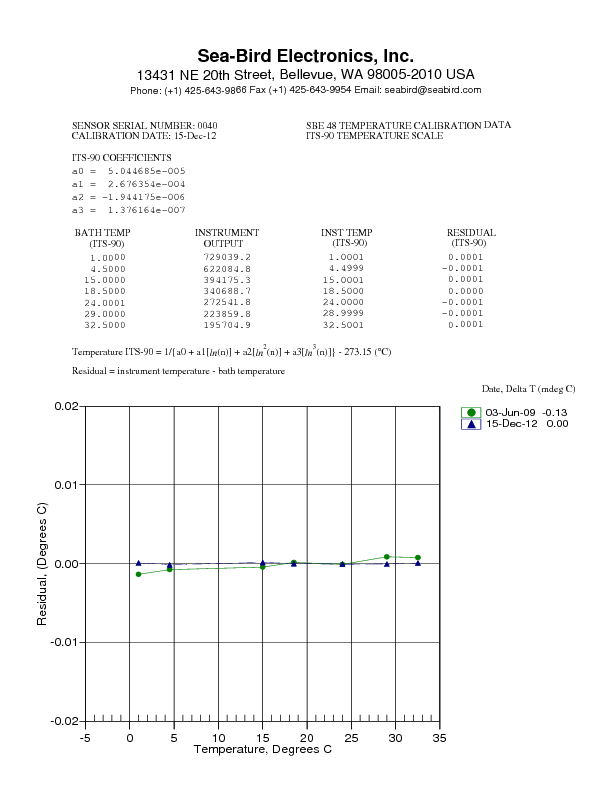 Sea-Bird Electronics, Inc.
13431 NE 20th Street, Bellevue, WA 98005-2010 USA
Phone: (+1) 425-643-9866 Fax (+1) 425-643-9954 Email: seabird@seabird.com
SENSOR SERIAL NUMBER: 0040
CALIBRATION DATE: 15-Dec-12
SBE 48 TEMPERATURE CALIBRATION DATA
ITS-90 TEMPERATURE SCALE
ITS-90 COEFFICIENTS
a0 = 5.044685e-005
a1 = 2.676354e-004
a2 = -1.944175e-006
a3 = 1.376164e-007
BATH TEMP INSTRUMENT INST TEMP RESIDUAL
(ITS-90) OUTPUT (ITS-90) (ITS-90)
1.0000 729039.2 1.0001 0.0001
4.5000 622084.8 4.4999 -0.0001
15.0000 394175.3 15.0001 0.0001
18.5000 340688.7 18.5000 0.0000
24.0001 272541.8 24.0000 -0.0001
29.0000 223859.8 28.9999 -0.0001
32.5000 195704.9 32.5001 0.0001
Temperature ITS-90 = 1/{a0 + a1[ln(n)] + a2[ln²(n)] + a3[ln³(n)]} - 273.15 (°C)
Residual = instrument temperature - bath temperature
Date, Delta T (mdeg C)
03-Jun-09 -0.13
15-Dec-12 0.00
0.02
0.01
0.00
-0.01
-0.02
Residual, (Degrees C)
-5 0 5 10 15 20 25 30 35
Temperature, Degrees C